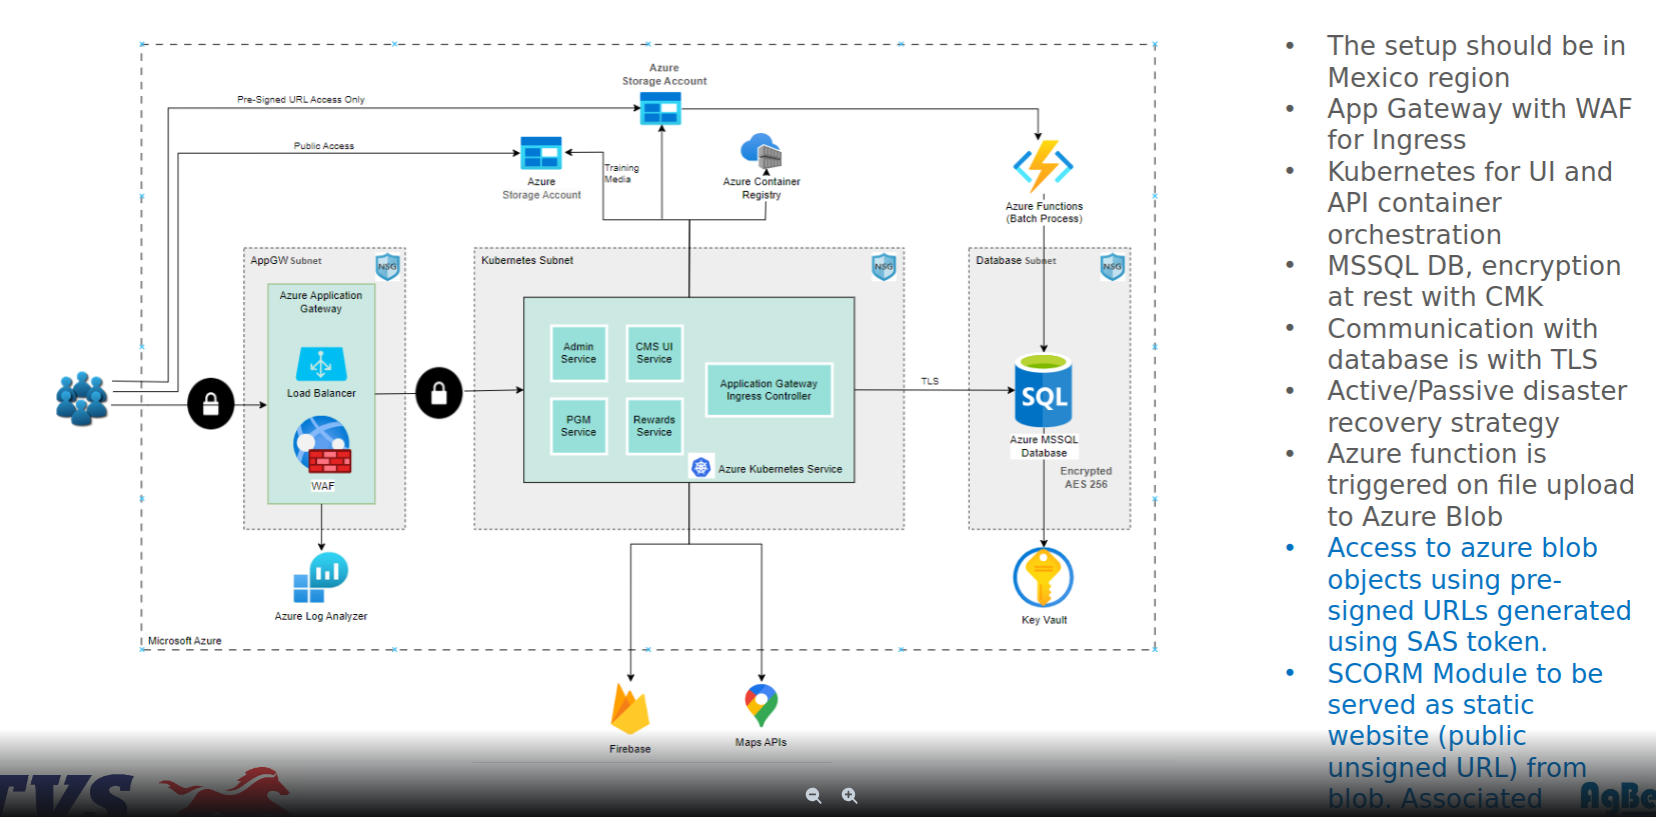 Azure
Storage Account
Pre-Signed URL Access Only
Public Access
Training
Media
Azure
Storage Account
Azure Container
Registry
Azure Functions
(Batch Process)
AppGW Subnet
NSG
Azure Application
Gateway
Load Balancer
WAF
Kubernetes Subnet
NSG
Admin
Service
CMS UI
Service
PGM
Service
Rewards
Service
Application Gateway
Ingress Controller
Azure Kubernetes Service
TLS
Database Subnet
NSG
SQL
Azure MSSQL
Database
Encrypted
AES 256
Azure Log Analyzer
Key Vault
Microsoft Azure
Firebase
Maps APIs
• The setup should be in
Mexico region
• App Gateway with WAF
for Ingress
• Kubernetes for UI and
API container
orchestration
• MSSQL DB, encryption
at rest with CMK
• Communication with
database is with TLS
• Active/Passive disaster
recovery strategy
• Azure function is
triggered on file upload
to Azure Blob
• Access to azure blob
objects using pre-
signed URLs generated
using SAS token.
• SCORM Module to be
served as static
website (public
unsigned URL) from
blob. Associated
TVS